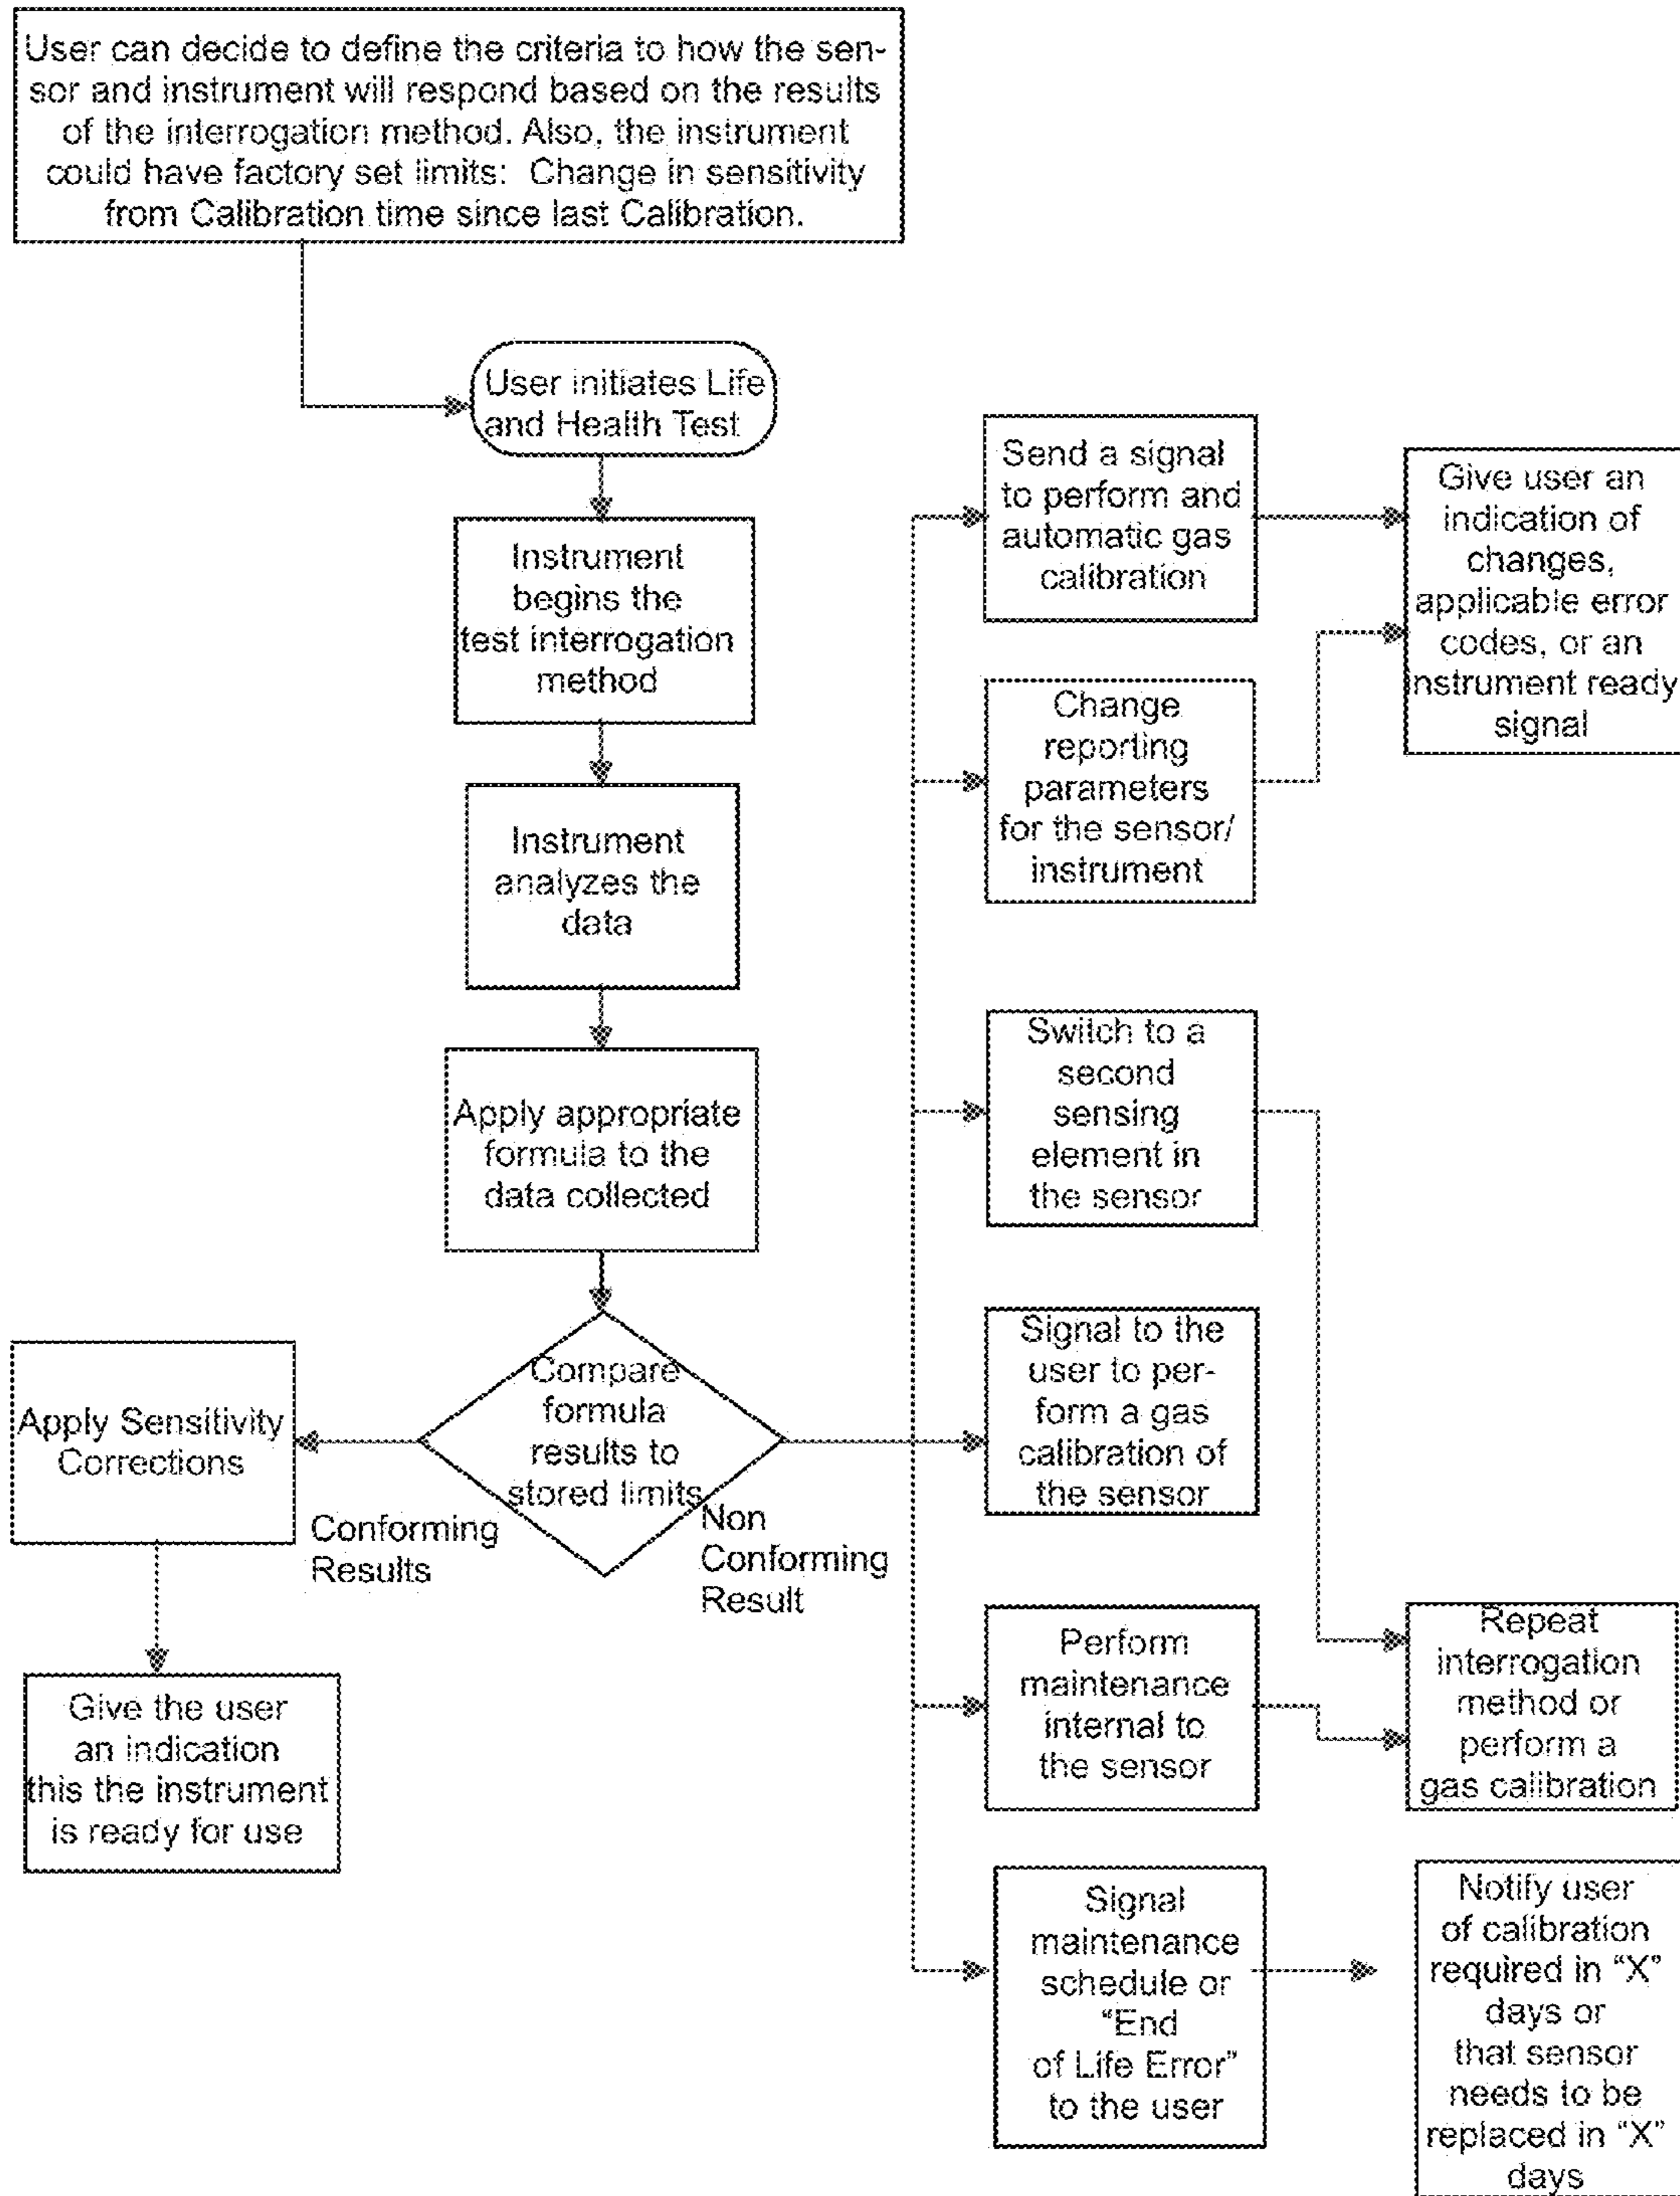 User can decide to define the criteria to how the sen-
sor and instrument will respond based on the results
of the interrogation method. Also, the instrument
could have factory set limits: Change in sensitivity
from Calibration time since last Calibration.
User initiates Life
and Health Test
Instrument
begins the
test interrogation
method
Instrument
analyzes the
data
Apply appropriate
formula to the
data collected
Compare
formula
results to
stored limits
Conforming
Results
Non
Conforming
Result
Apply Sensitivity
Corrections
Give the user
an indication
this the instrument
is ready for use
Send a signal
to perform and
automatic gas
calibration
Change
reporting
parameters
for the sensor/
instrument
Give user an
indication of
changes,
applicable error
codes, or an
instrument ready
signal
Switch to a
second
sensing
element in
the sensor
Signal to the
user to per-
form a gas
calibration of
the sensor
Perform
maintenance
internal to
the sensor
Repeat
interrogation
method or
perform a
gas calibration
Signal
maintenance
schedule or
“End
of Life Error”
to the user
Notify user
of calibration
required in “X”
days or
that sensor
needs to be
replaced in “X”
days